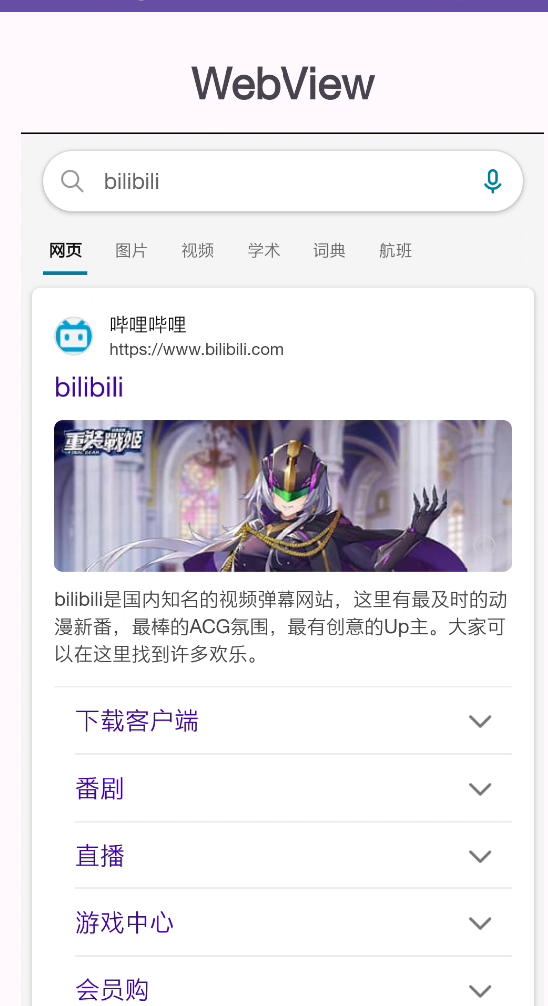 WebView
bilibili
网页 图片 视频 学术 词典 航班
哔哩哔哩
https://www.bilibili.com
bilibili
重装戰姬
FINAL GEAR
bilibili是国内知名的视频弹幕网站，这里有最及时的动
漫新番，最棒的ACG氛围，最有创意的Up主。大家可
以在这里找到许多欢乐。
下载客户端
番剧
直播
游戏中心
会员购